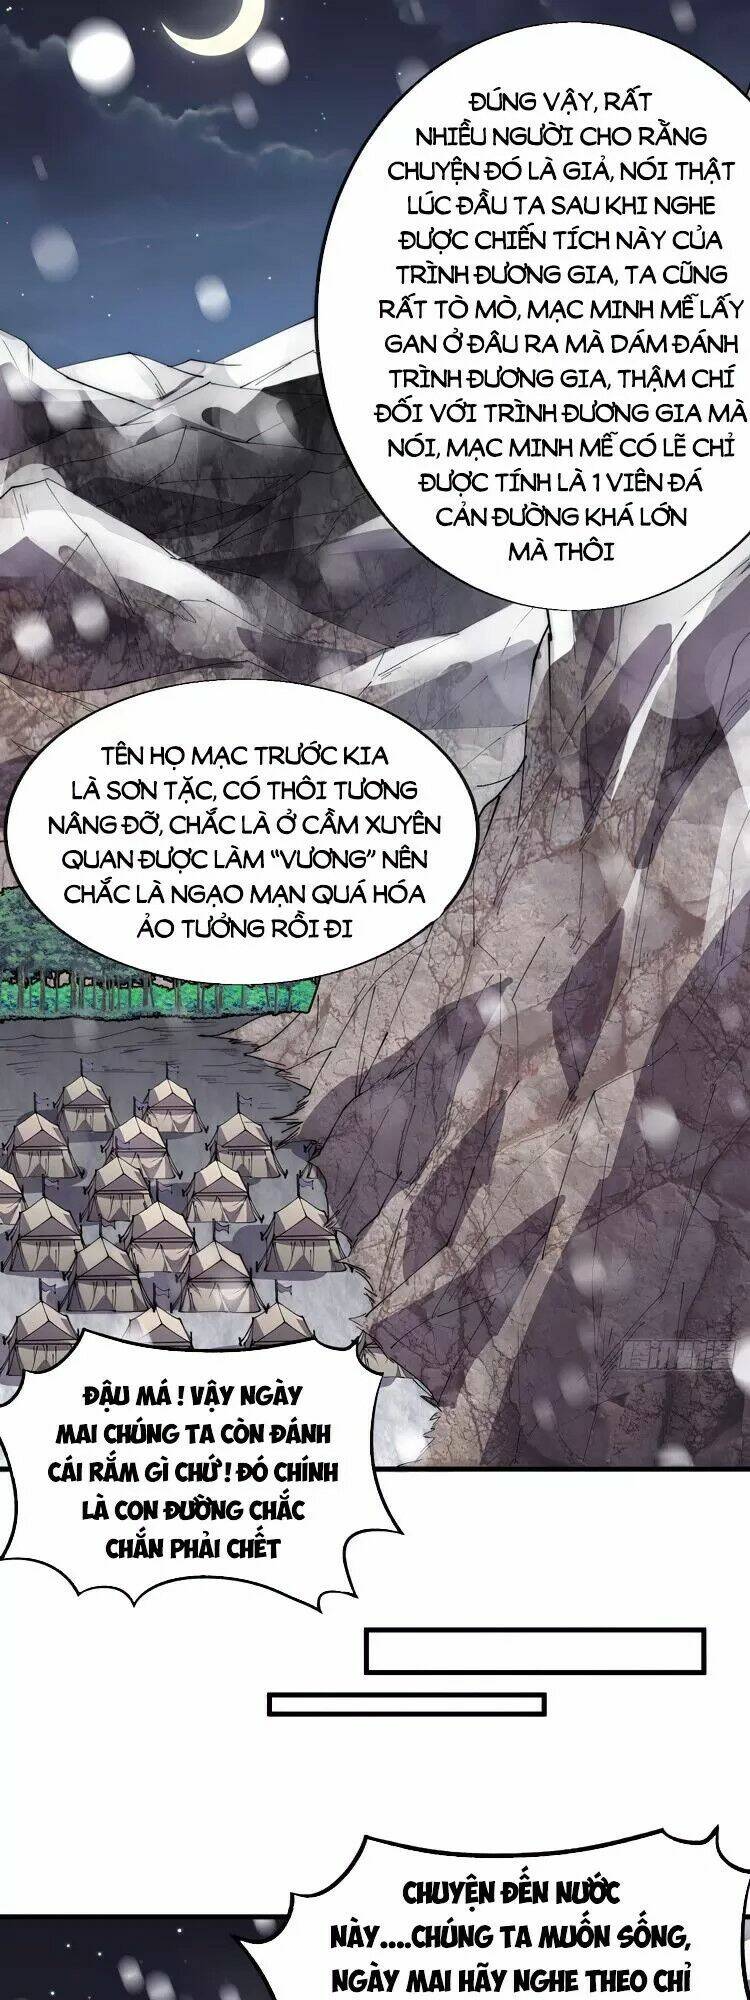 ĐÚNG VẬY, RẤT
NHIỀU NGƯỜI CHO RẰNG
CHUYỆN ĐÓ LÀ GIẢ, NÓI THẬT
LÚC ĐẦU TA SAU KHI NGHE
ĐƯỢC CHIẾN TÍCH NÀY CỦA
TRÌNH ĐƯƠNG GIA, TA CŨNG
RẤT TÒ MÒ, MẠC MINH MỄ LẤY
GAN Ở ĐÂU RA MÀ DÁM ĐÁNH
TRÌNH ĐƯƠNG GIA, THẬM CHÍ
ĐỐI VỚI TRÌNH ĐƯƠNG GIA MÀ
NÓI, MẠC MINH MỄ CÓ LẼ CHỈ
ĐƯỢC TÍNH LÀ 1 VIÊN ĐÁ
CẢN ĐƯỜNG KHÁ LỚN
MÀ THÔI
TÊN HỌ MẠC TRƯỚC KIA
LÀ SƠN TẶC, CÓ THÔI TƯƠNG
NÂNG ĐỠ, CHẮC LÀ Ở CẦM XUYÊN
QUAN ĐƯỢC LÀM "VƯƠNG" NÊN
CHẮC LÀ NGẠO MẠN QUÁ HÓA
ẢO TƯỞNG RỒI ĐI
ĐẬU MÁ! VẬY NGÀY
MAI CHÚNG TA CÒN ĐÁNH
CÁI RẮM GÌ CHỨ! ĐÓ CHÍNH
LÀ CON ĐƯỜNG CHẮC
CHẮN PHẢI CHẾT
CHUYỆN ĐẾN NƯỚC
NÀY....CHÚNG TA MUỐN SỐNG,
NGÀY MAI HÃY NGHE THEO CHỈ